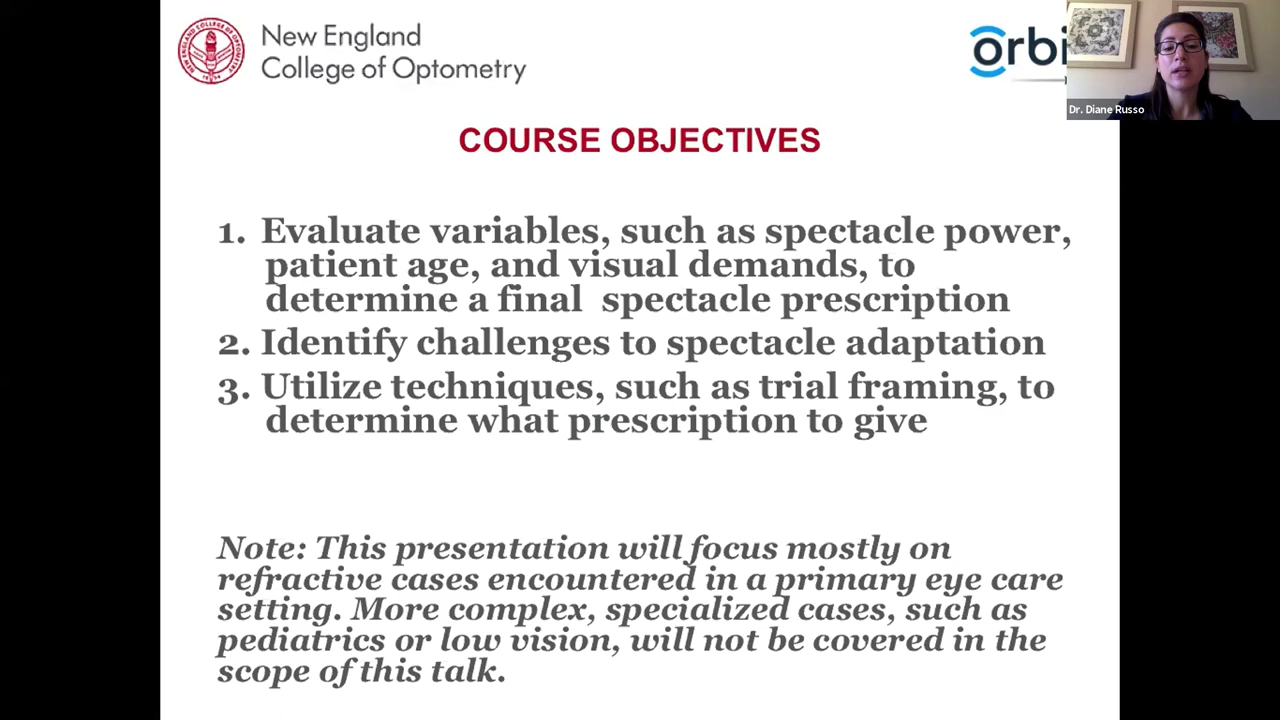 New England
College of Optometry
orbi
Dr. Diane Russo
COURSE OBJECTIVES
1. Evaluate variables, such as spectacle power,
patient age, and visual demands, to
determine a final spectacle prescription
2. Identify challenges to spectacle adaptation
3. Utilize techniques, such as trial framing, to
determine what prescription to give
Note: This presentation will focus mostly on
refractive cases encountered in a primary eye care
setting. More complex, specialized cases, such as
pediatrics or low vision, will not be covered in the
scope of this talk.